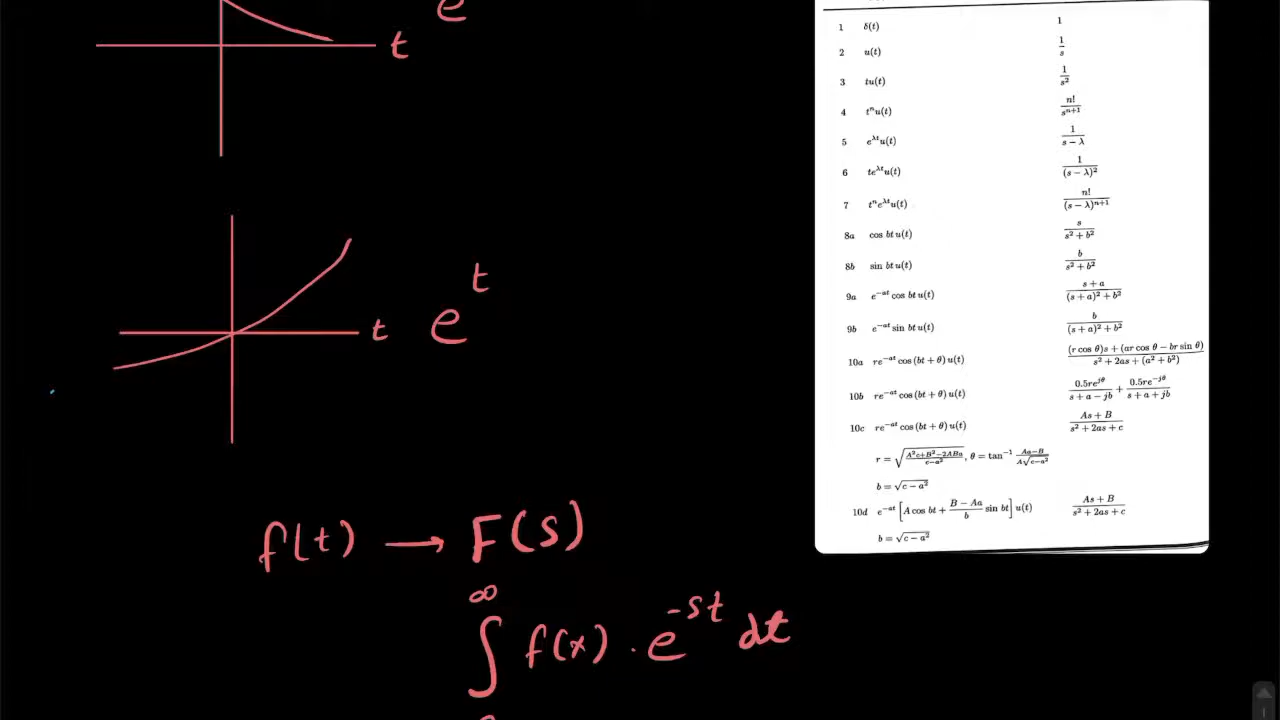 e
t
t
e^t
f(t) → F(s)
∞
∫ f(x) . e^{-st} dt
1 δ(t) 1
2 u(t) 1/s
3 tu(t) 1/s²
4 tⁿu(t) n!/s^{n+1}
5 e^{λt}u(t) 1/(s − λ)
6 te^{λt}u(t) 1/(s − λ)²
7 tⁿe^{λt}u(t) n!/(s − λ)^{n+1}
8a cos bt u(t) s/(s² + b²)
8b sin bt u(t) b/(s² + b²)
9a e^{−at} cos bt u(t) (s + a)/((s + a)² + b²)
9b e^{−at} sin bt u(t) b/((s + a)² + b²)
10a re^{−at} cos (bt + θ) u(t) ((r cos θ)s + (ar cos θ − br sin θ))/(s² + 2as + (a² + b²))
10b re^{−at} cos (bt + θ) u(t) 0.5re^{jθ}/(s + a − jb) + 0.5re^{−jθ}/(s + a + jb)
10c re^{−at} cos (bt + θ) u(t) (As + B)/(s² + 2as + c)
r = √((A²c+B²−2ABa)/(c−a²)), θ = tan⁻¹ (Aa−B)/(A√(c−a²))
b = √(c − a²)
10d e^{−at} [A cos bt + (B − Aa)/b sin bt] u(t) (As + B)/(s² + 2as + c)
b = √(c − a²)